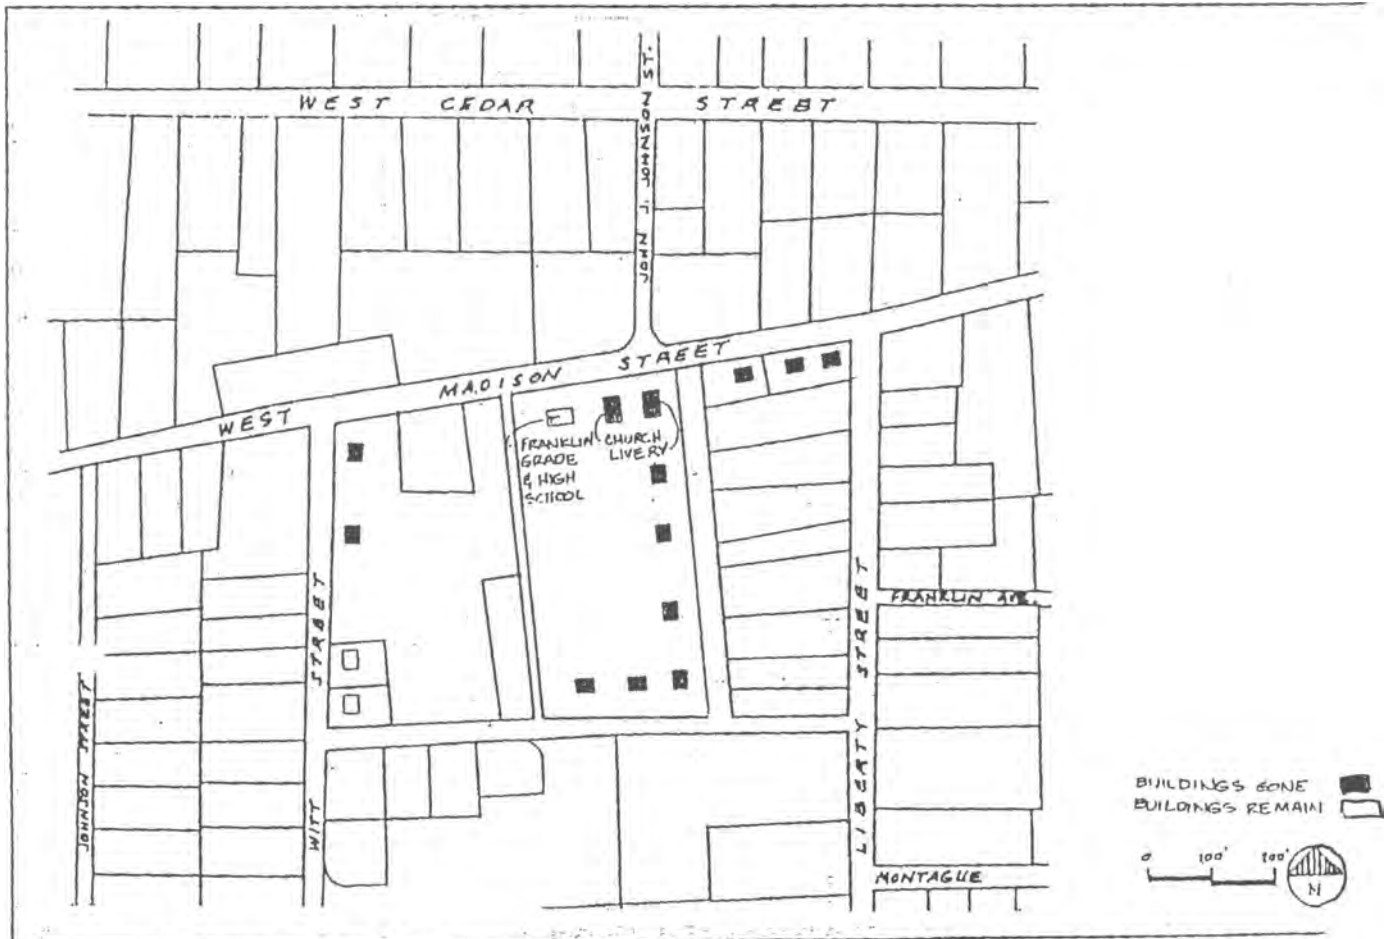 WEST CEDAR STREET
JOHN L. JOHNSON ST.
WEST MADISON STREET
FRANKLIN
GRADE
& HIGH
SCHOOL
CHURCH
LIVERY
FRANKLIN AVE.
JOHNSON STREET
WITT STREET
LIBERTY STREET
MONTAGUE
BUILDINGS GONE
BUILDINGS REMAIN
0 100' 200'
N